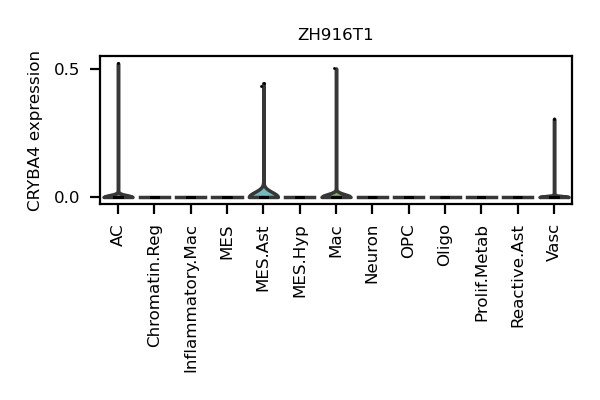 ZH916T1
CRYBA4 expression
0.5
0.0
AC
Chromatin.Reg
Inflammatory.Mac
MES
MES.Ast
MES.Hyp
Mac
Neuron
OPC
Oligo
Prolif.Metab
Reactive.Ast
Vasc